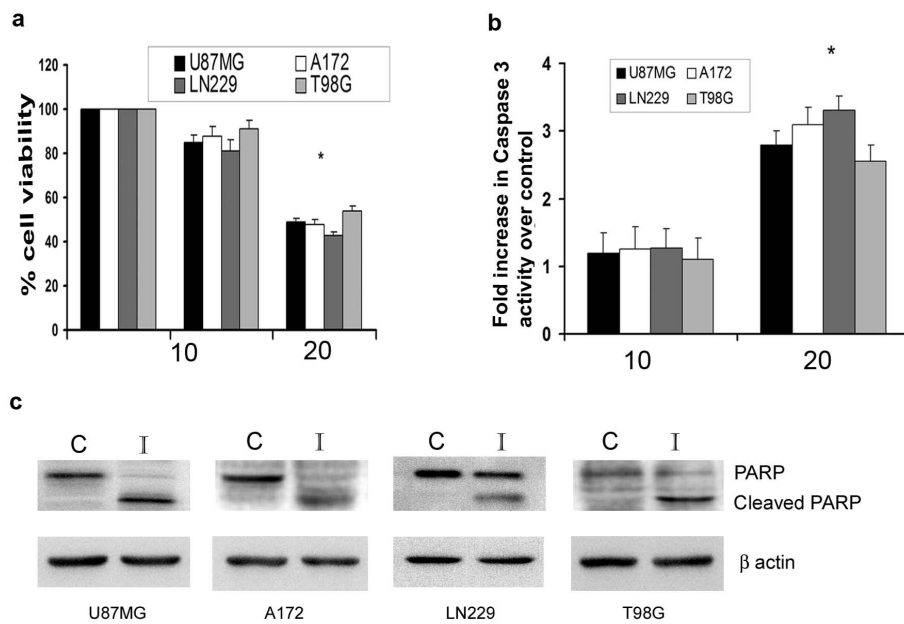 a
120
100
80
60
40
20
0
% cell viability
U87MG A172
LN229 T98G
*
10 20
b
4
3
2
1
0
Fold increase in Caspase 3
activity over control
U87MG A172
LN229 T98G
*
10 20
c
C I C I C I C I
PARP
Cleaved PARP
β actin
U87MG A172 LN229 T98G